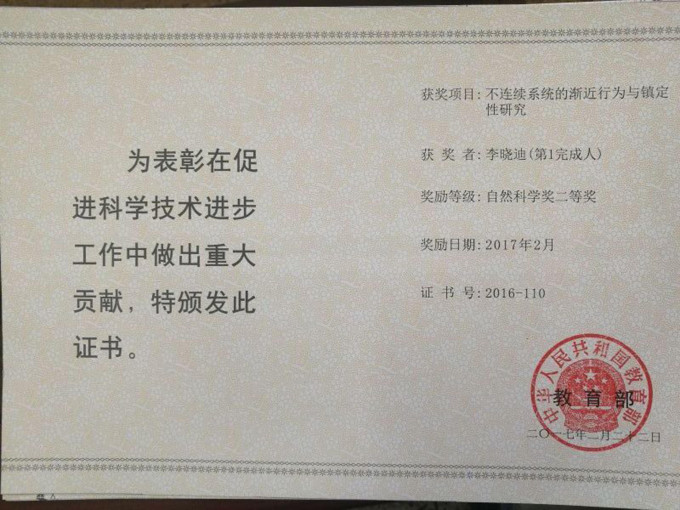 为表彰在促
进科学技术进步
工作中做出重大
贡献，特颁发此
证书。
获奖项目：不连续系统的渐近行为与镇定
性研究
获 奖 者：李晓迪(第1完成人)
奖励等级：自然科学奖二等奖
奖励日期：2017年2月
证 书 号：2016-110
中华人民共和国教育部
教育部
二〇一七年二月二十二日